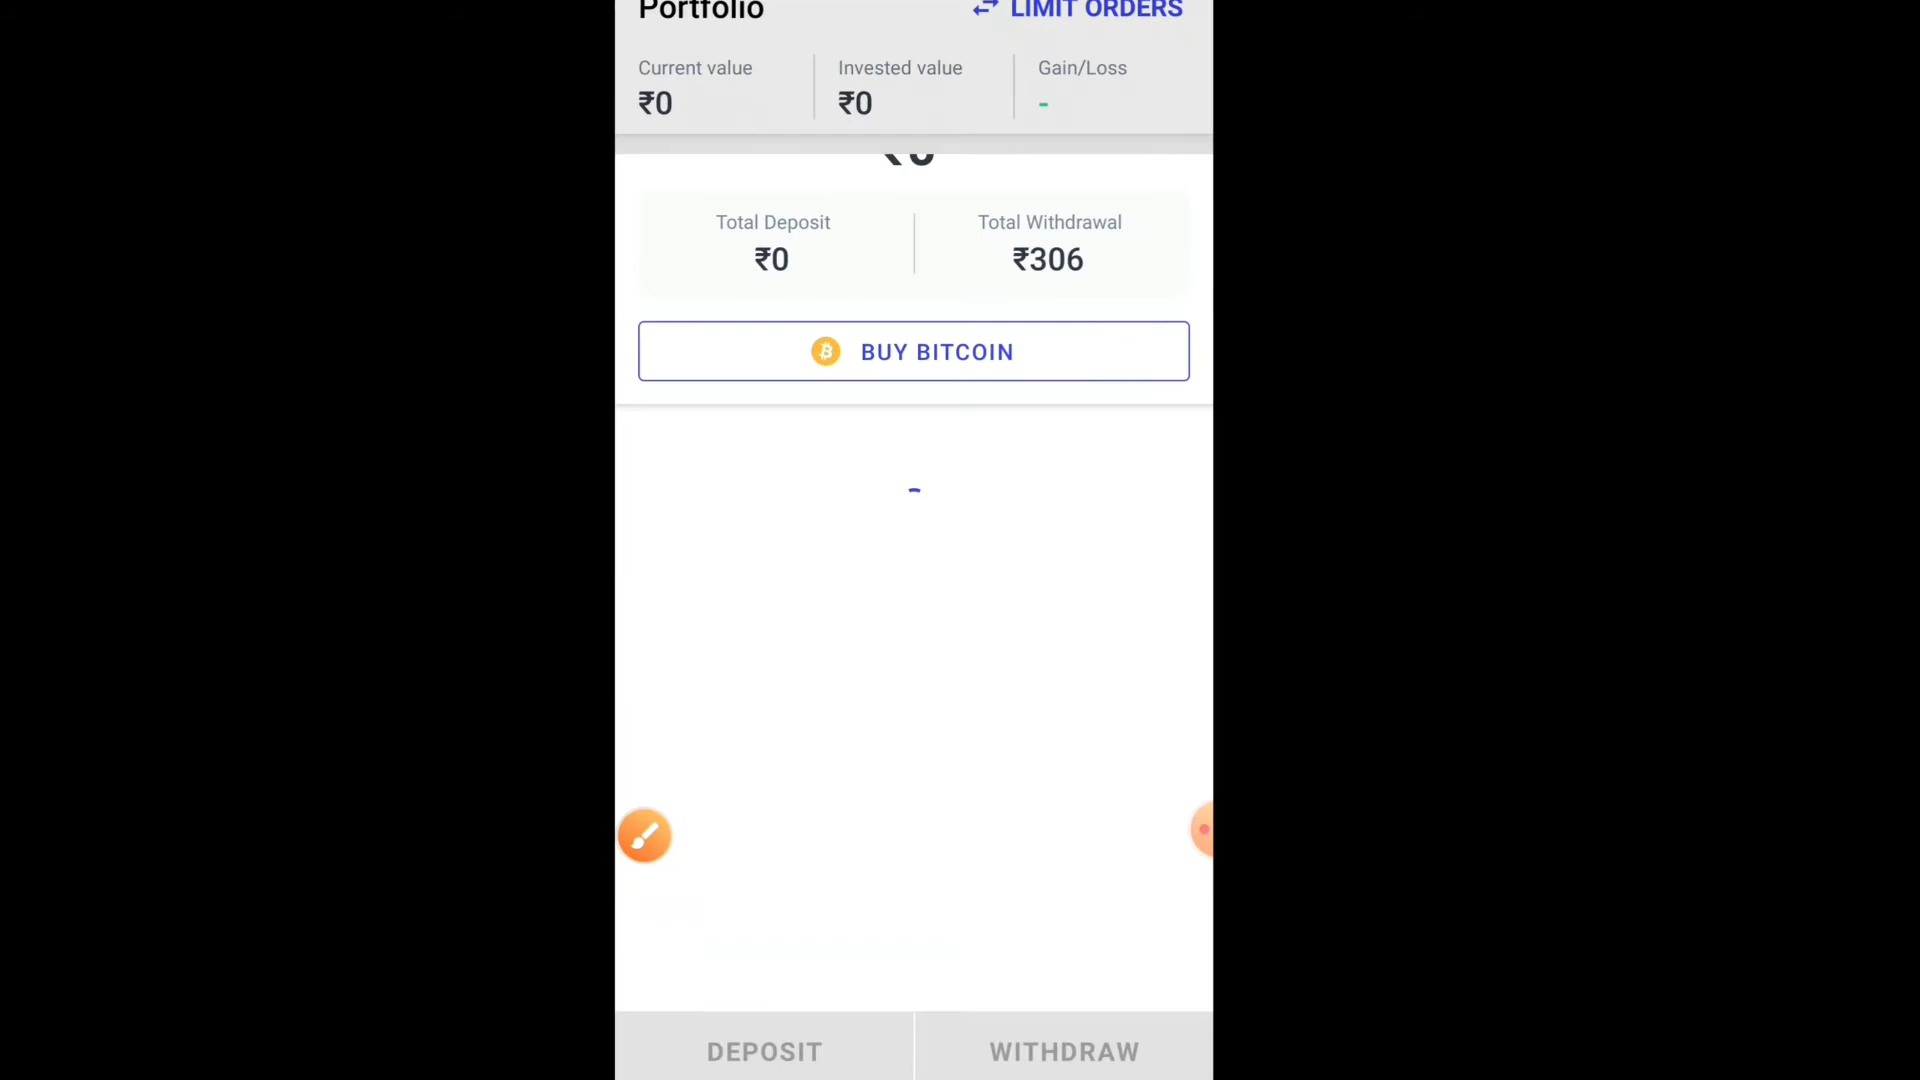 Portfolio
LIMIT ORDERS
Current value
Invested value
Gain/Loss
₹0
₹0
-
₹0
Total Deposit
Total Withdrawal
₹0
₹306
BUY BITCOIN
DEPOSIT
WITHDRAW